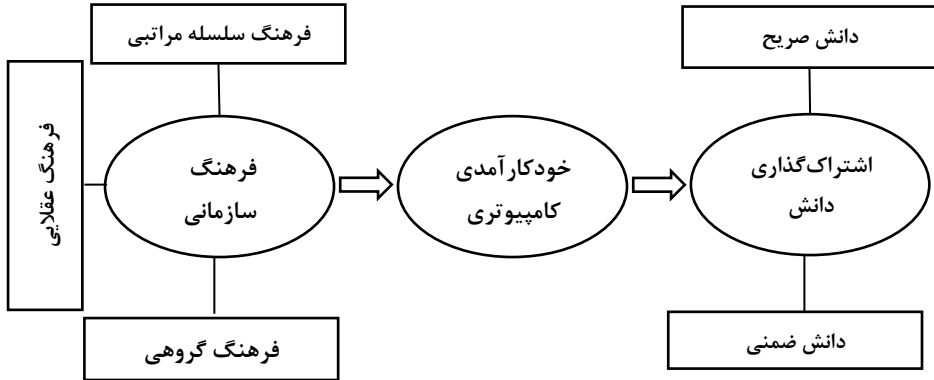 دانش صریح
فرهنگ سلسله مراتبی
اشتراک‌گذاری
دانش
خودکارآمدی
کامپیوتری
فرهنگ
سازمانی
فرهنگ عقلایی
دانش ضمنی
فرهنگ گروهی